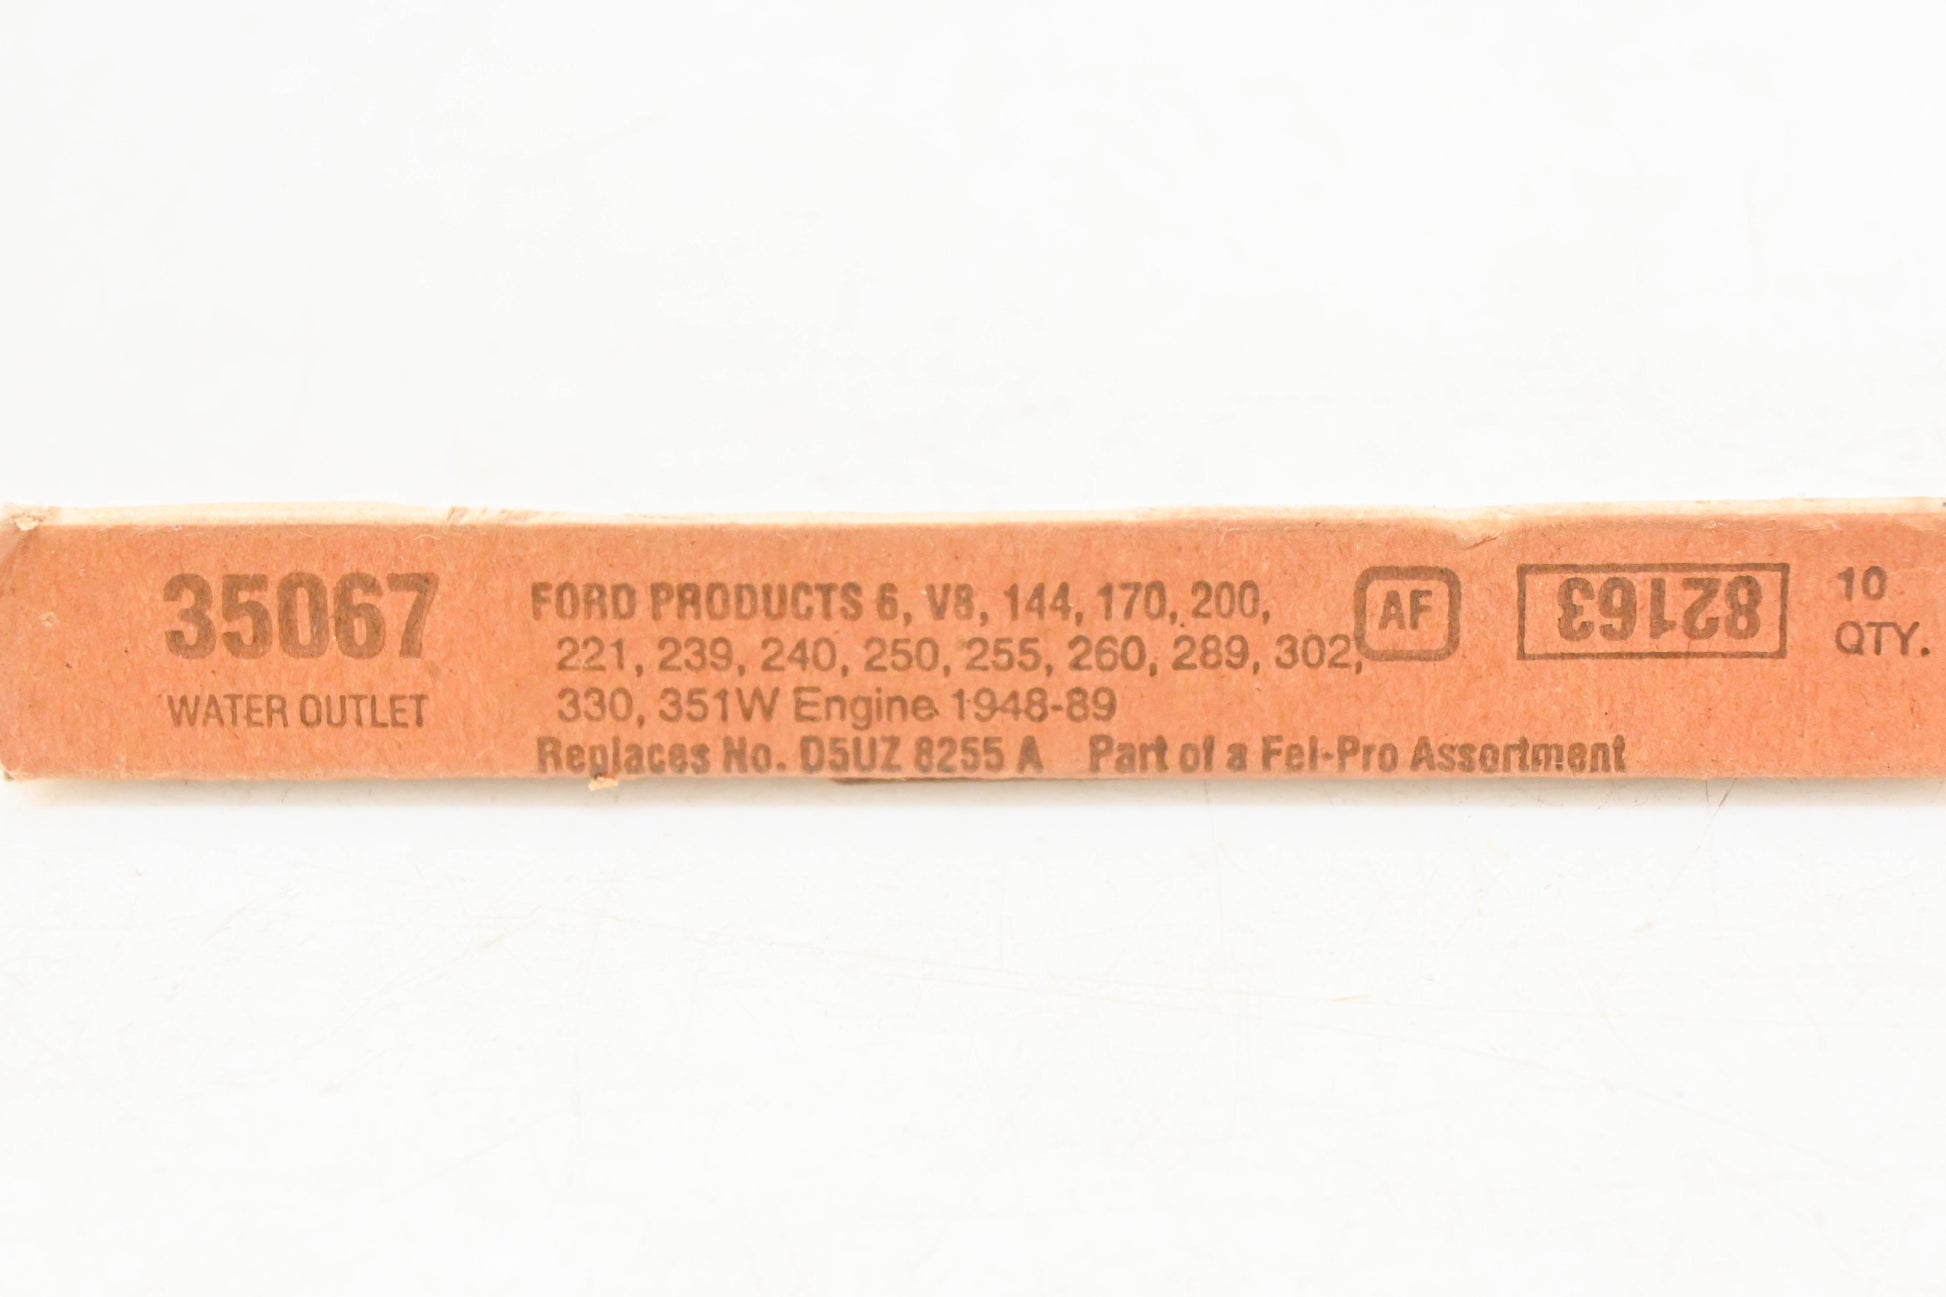 35067
WATER OUTLET
FORD PRODUCTS 6, V8, 144, 170, 200,
221, 239, 240, 250, 255, 260, 289, 302,
330, 351W Engine 1948-89
Replaces No. D5UZ 8255 A Part of a Fel-Pro Assortment
AF
82163
10
QTY.